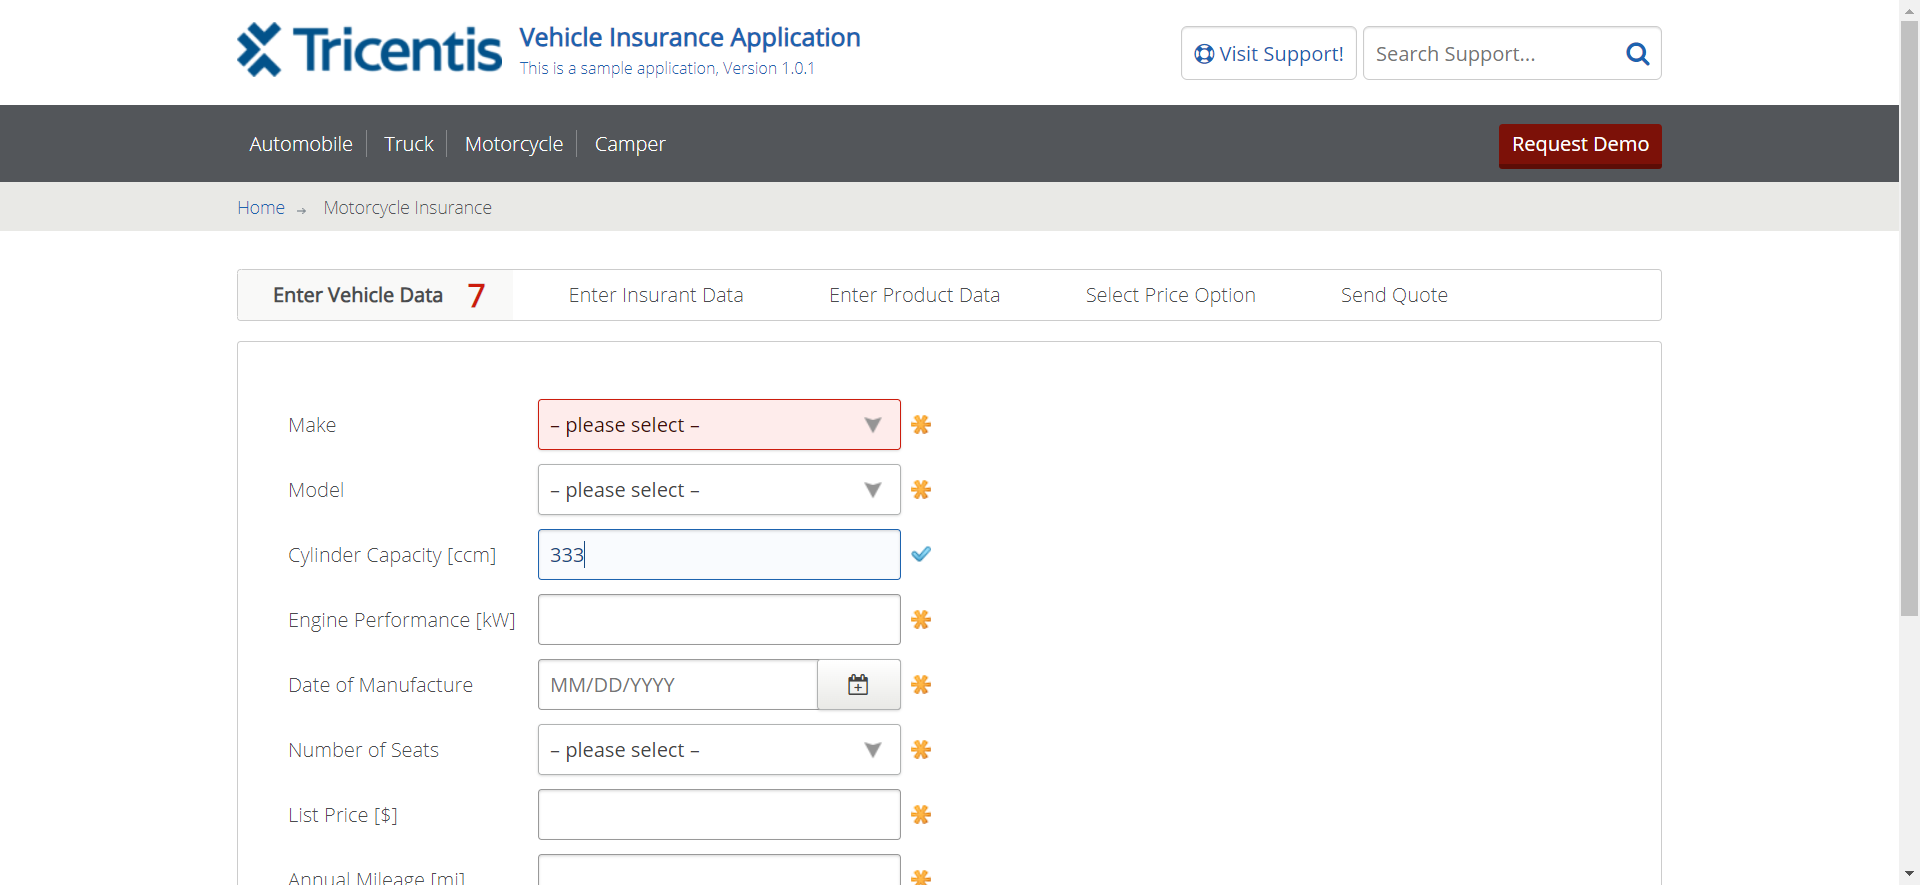 Tricentis
Vehicle Insurance Application
This is a sample application, Version 1.0.1
Visit Support!
Search Support...
Automobile
Truck
Motorcycle
Camper
Request Demo
Home → Motorcycle Insurance
Enter Vehicle Data 7
Enter Insurant Data
Enter Product Data
Select Price Option
Send Quote
Make
– please select –
Model
– please select –
Cylinder Capacity [ccm]
333
Engine Performance [kW]
Date of Manufacture
MM/DD/YYYY
Number of Seats
– please select –
List Price [$]
Annual Mileage [mi]